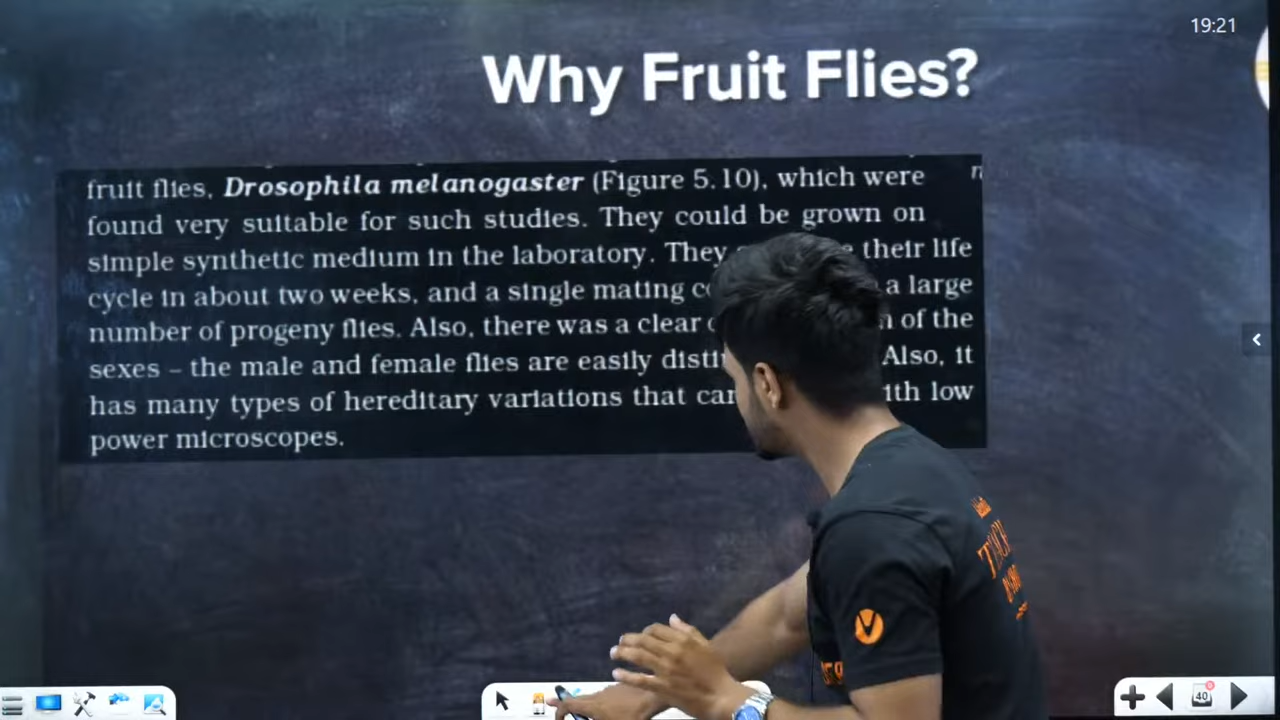 19:21
Why Fruit Flies?
fruit flies, Drosophila melanogaster (Figure 5.10), which were
found very suitable for such studies. They could be grown on
simple synthetic medium in the laboratory. They their life
cycle in about two weeks, and a single mating a large
number of progeny flies. Also, there was a clear of the
sexes – the male and female flies are easily Also, it
has many types of hereditary variations that low
power microscopes.
40